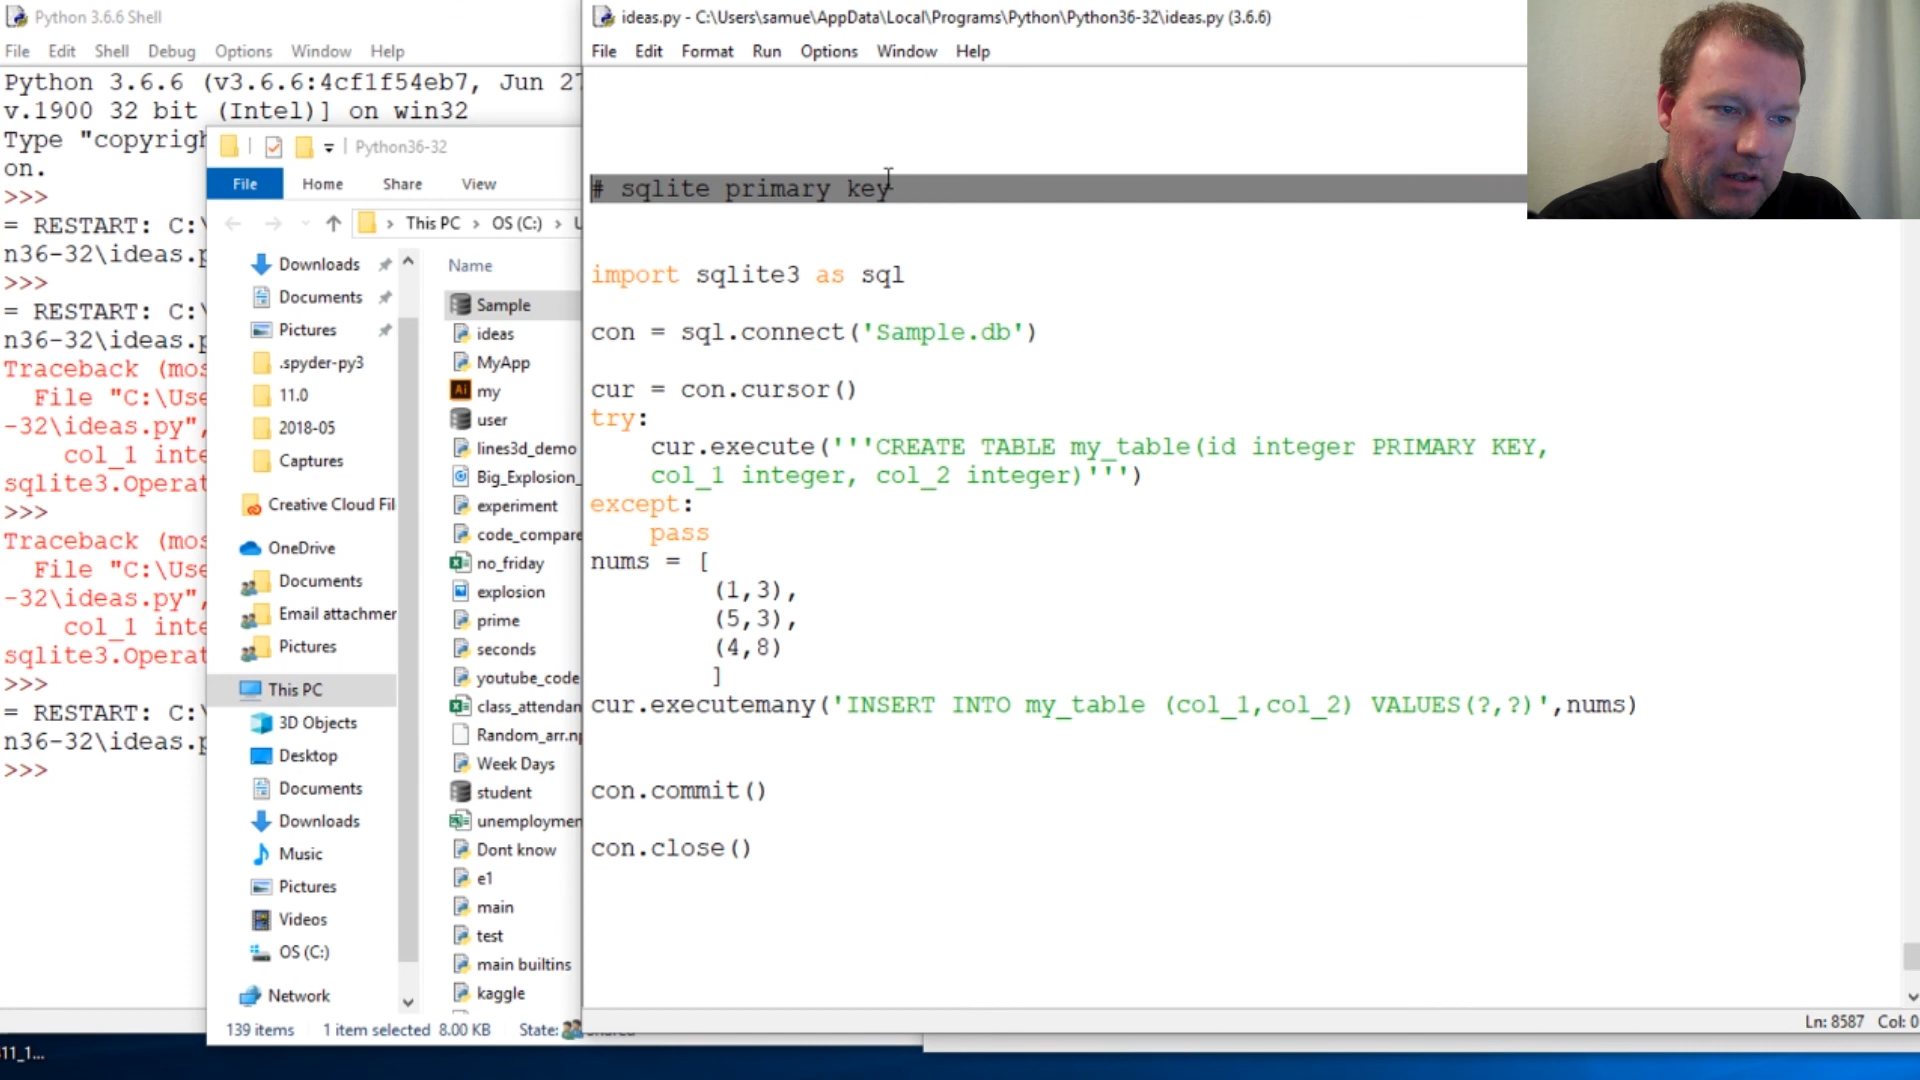 Python 3.6.6 Shell
File Edit Shell Debug Options Window Help
Python 3.6.6 (v3.6.6:4cf1f54eb7, Jun 27
v.1900 32 bit (Intel)] on win32
Type "copyrigh
on.
>>>
= RESTART: C:\
n36-32\ideas.p
>>>
= RESTART: C:\
n36-32\ideas.p
Traceback (mos
File "C:\Use
-32\ideas.py",
col_1 inte
sqlite3.Operat
>>>
Traceback (mos
File "C:\Use
-32\ideas.py",
col_1 inte
sqlite3.Operat
>>>
= RESTART: C:\
n36-32\ideas.p
>>>
Python36-32
File Home Share View
This PC > OS (C:) > U
Downloads
Documents
Pictures
.spyder-py3
11.0
2018-05
Captures
Creative Cloud Fil
OneDrive
Documents
Email attachmen
Pictures
This PC
3D Objects
Desktop
Documents
Downloads
Music
Pictures
Videos
OS (C:)
Network
Name
Sample
ideas
MyApp
my
user
lines3d_demo
Big_Explosion_
experiment
code_compare
no_friday
explosion
prime
seconds
youtube_code
class_attendan
Random_arr.np
Week Days
student
unemploymen
Dont know
e1
main
test
main builtins
kaggle
139 items 1 item selected 8.00 KB State:
ideas.py - C:\Users\samue\AppData\Local\Programs\Python\Python36-32\ideas.py (3.6.6)
File Edit Format Run Options Window Help
# sqlite primary key
import sqlite3 as sql
con = sql.connect('Sample.db')
cur = con.cursor()
try:
cur.execute('''CREATE TABLE my_table(id integer PRIMARY KEY,
col_1 integer, col_2 integer)''')
except:
pass
nums = [
(1,3),
(5,3),
(4,8)
]
cur.executemany('INSERT INTO my_table (col_1,col_2) VALUES(?,?)',nums)
con.commit()
con.close()
Ln: 8587 Col: 0
11_1...